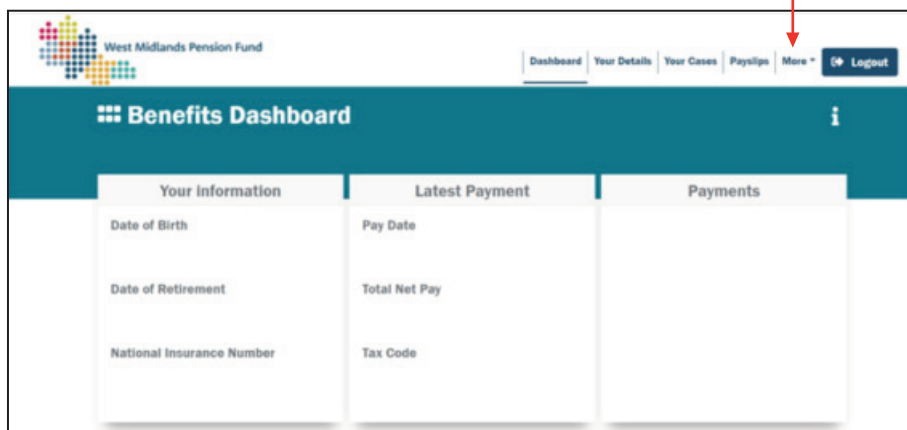 West Midlands Pension Fund
Dashboard Your Details Your Cases Payslips More Logout
Benefits Dashboard
Your information Latest Payment Payments
Date of Birth Pay Date
Date of Retirement Total Net Pay
National Insurance Number Tax Code